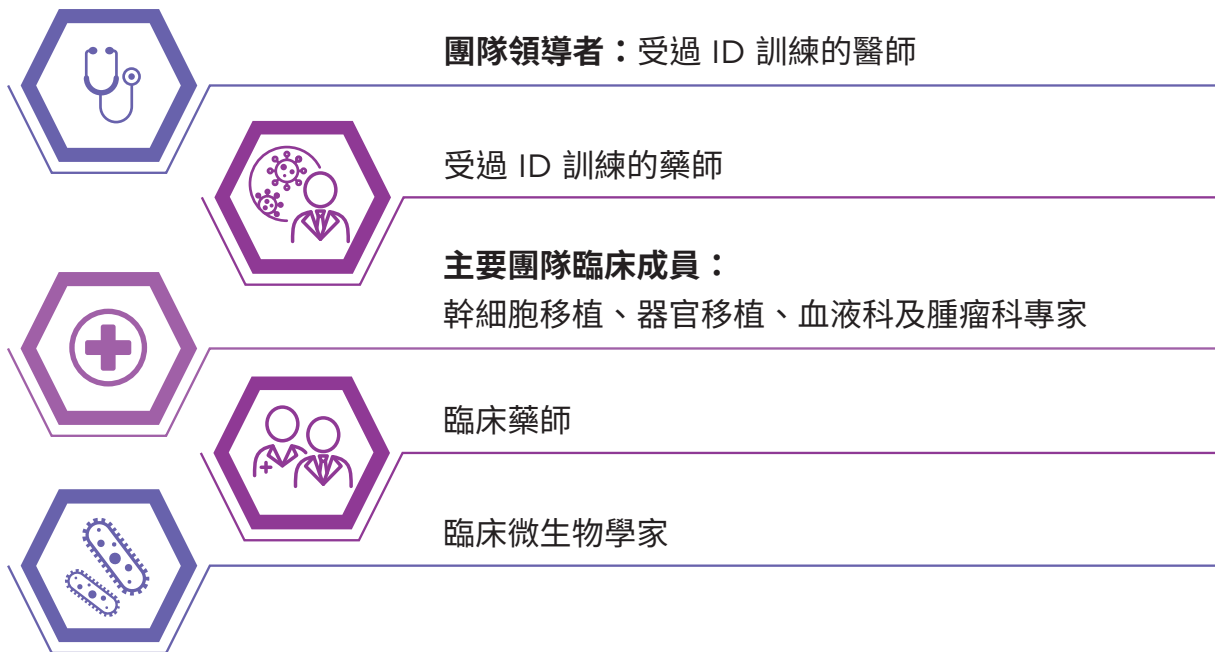 團隊領導者：受過 ID 訓練的醫師
受過 ID 訓練的藥師
主要團隊臨床成員：
幹細胞移植、器官移植、血液科及腫瘤科專家
臨床藥師
臨床微生物學家